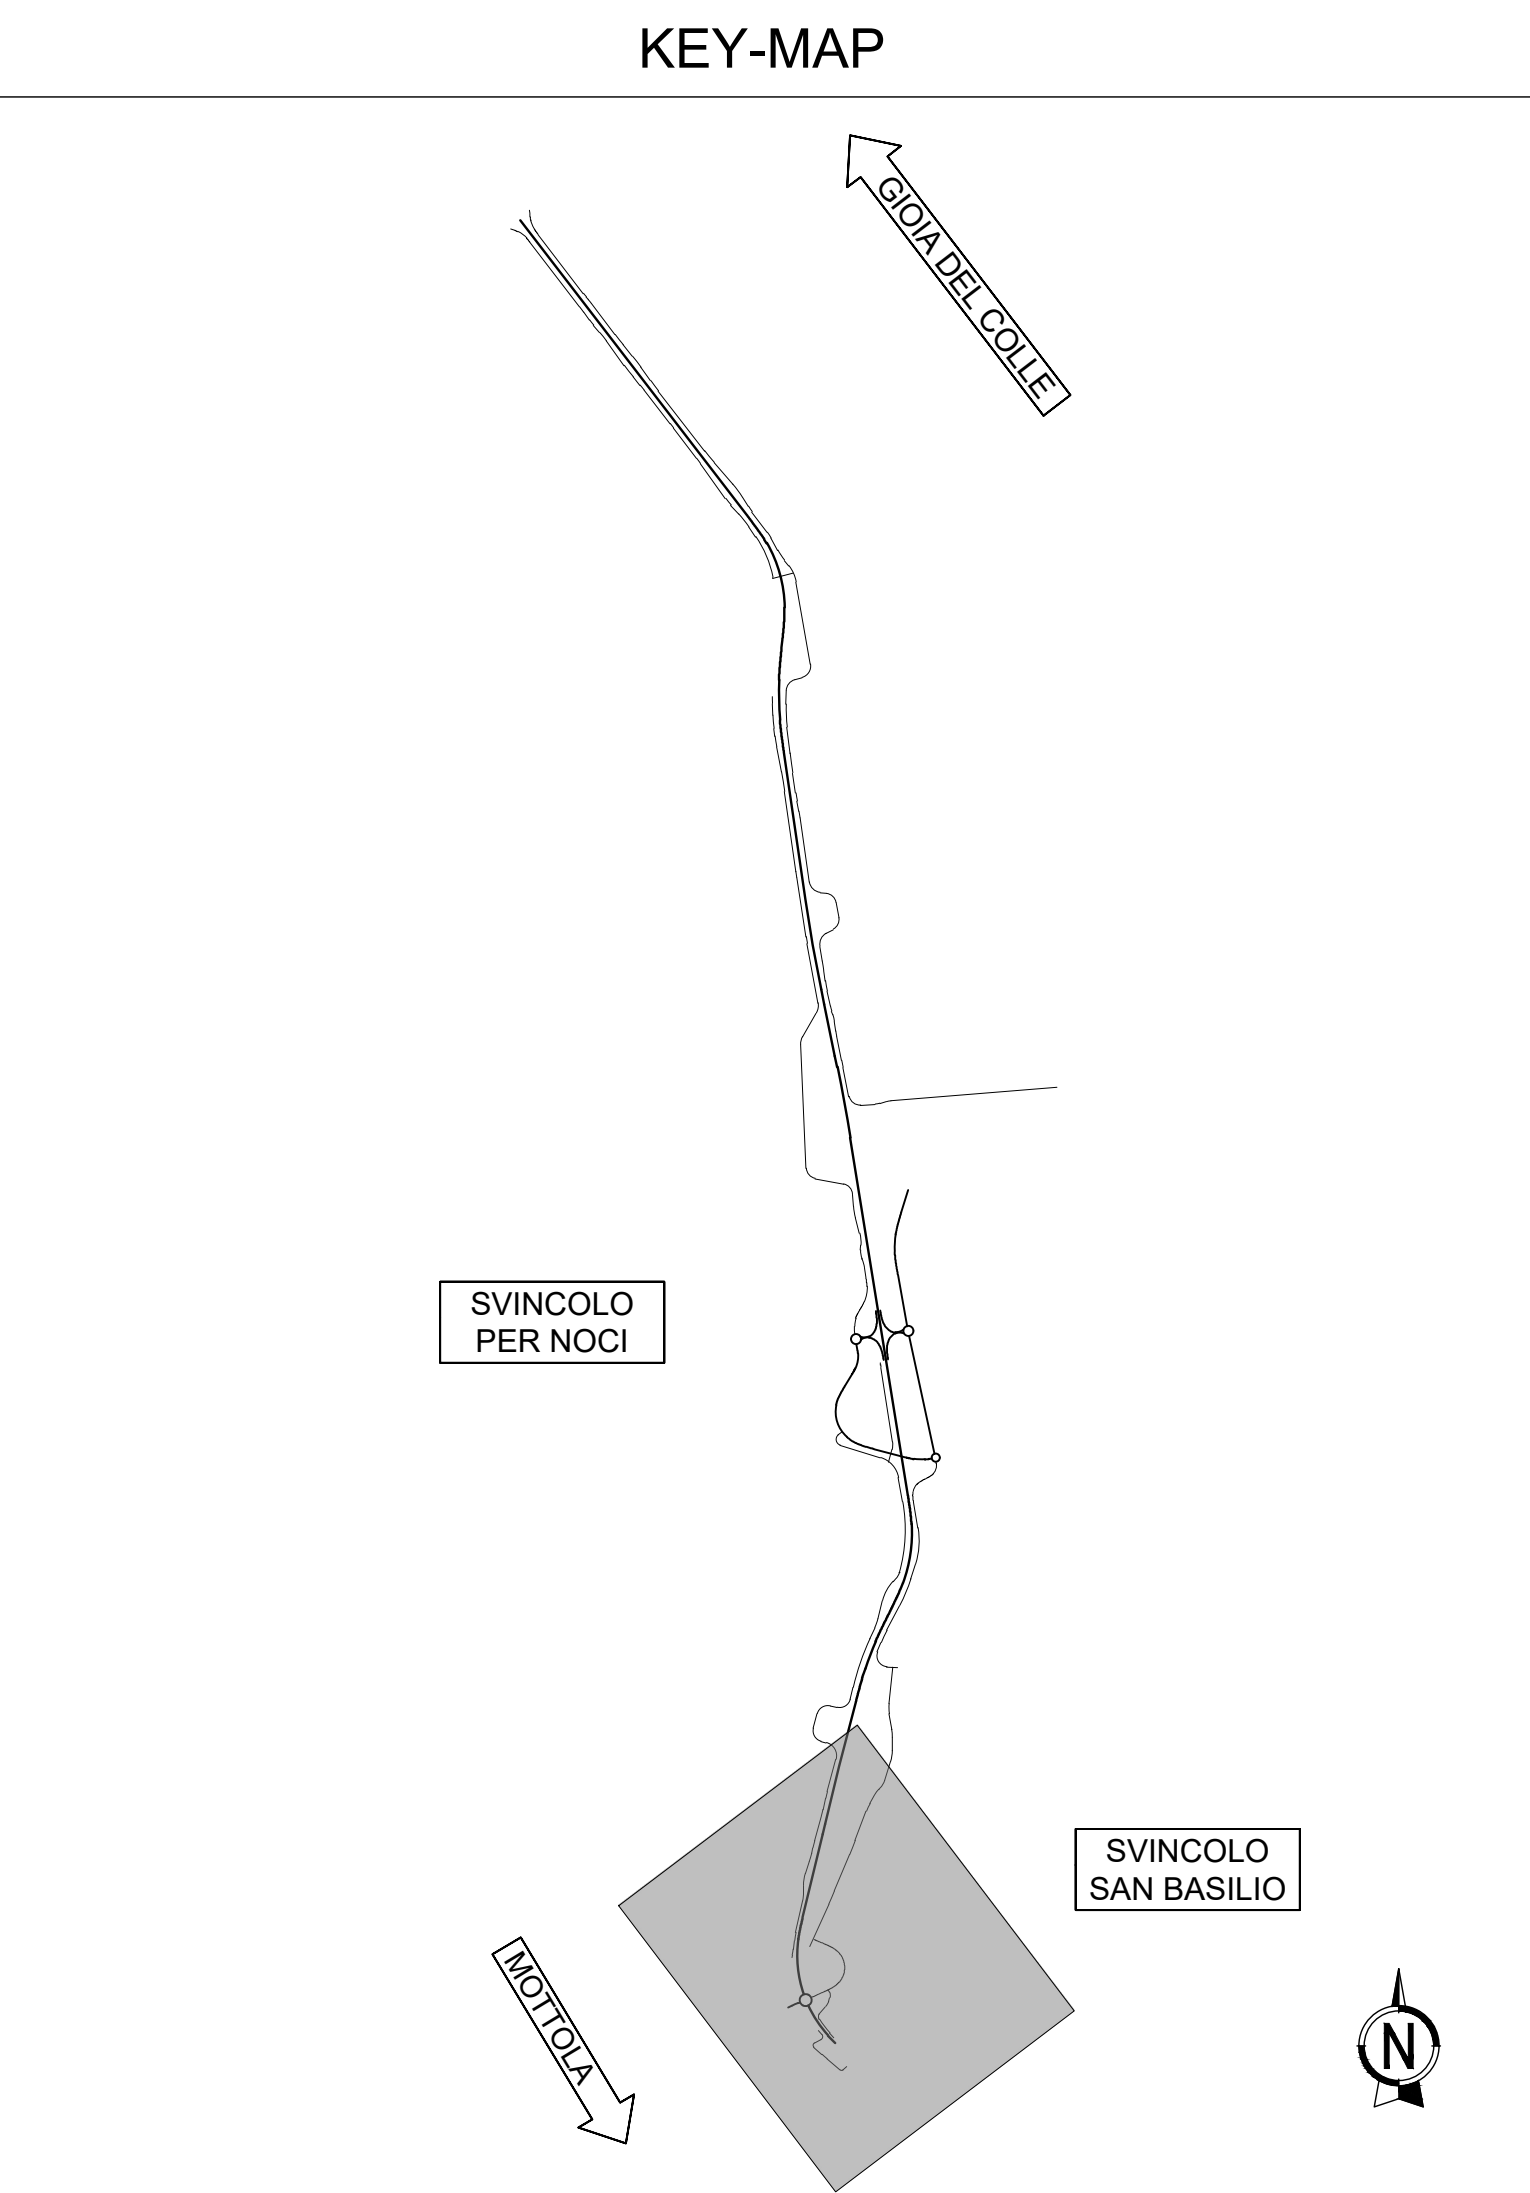 KEY-MAP
GIOIA DEL COLLE
SVINCOLO
PER NOCI
SVINCOLO
SAN BASILIO
MOTTOLA
N